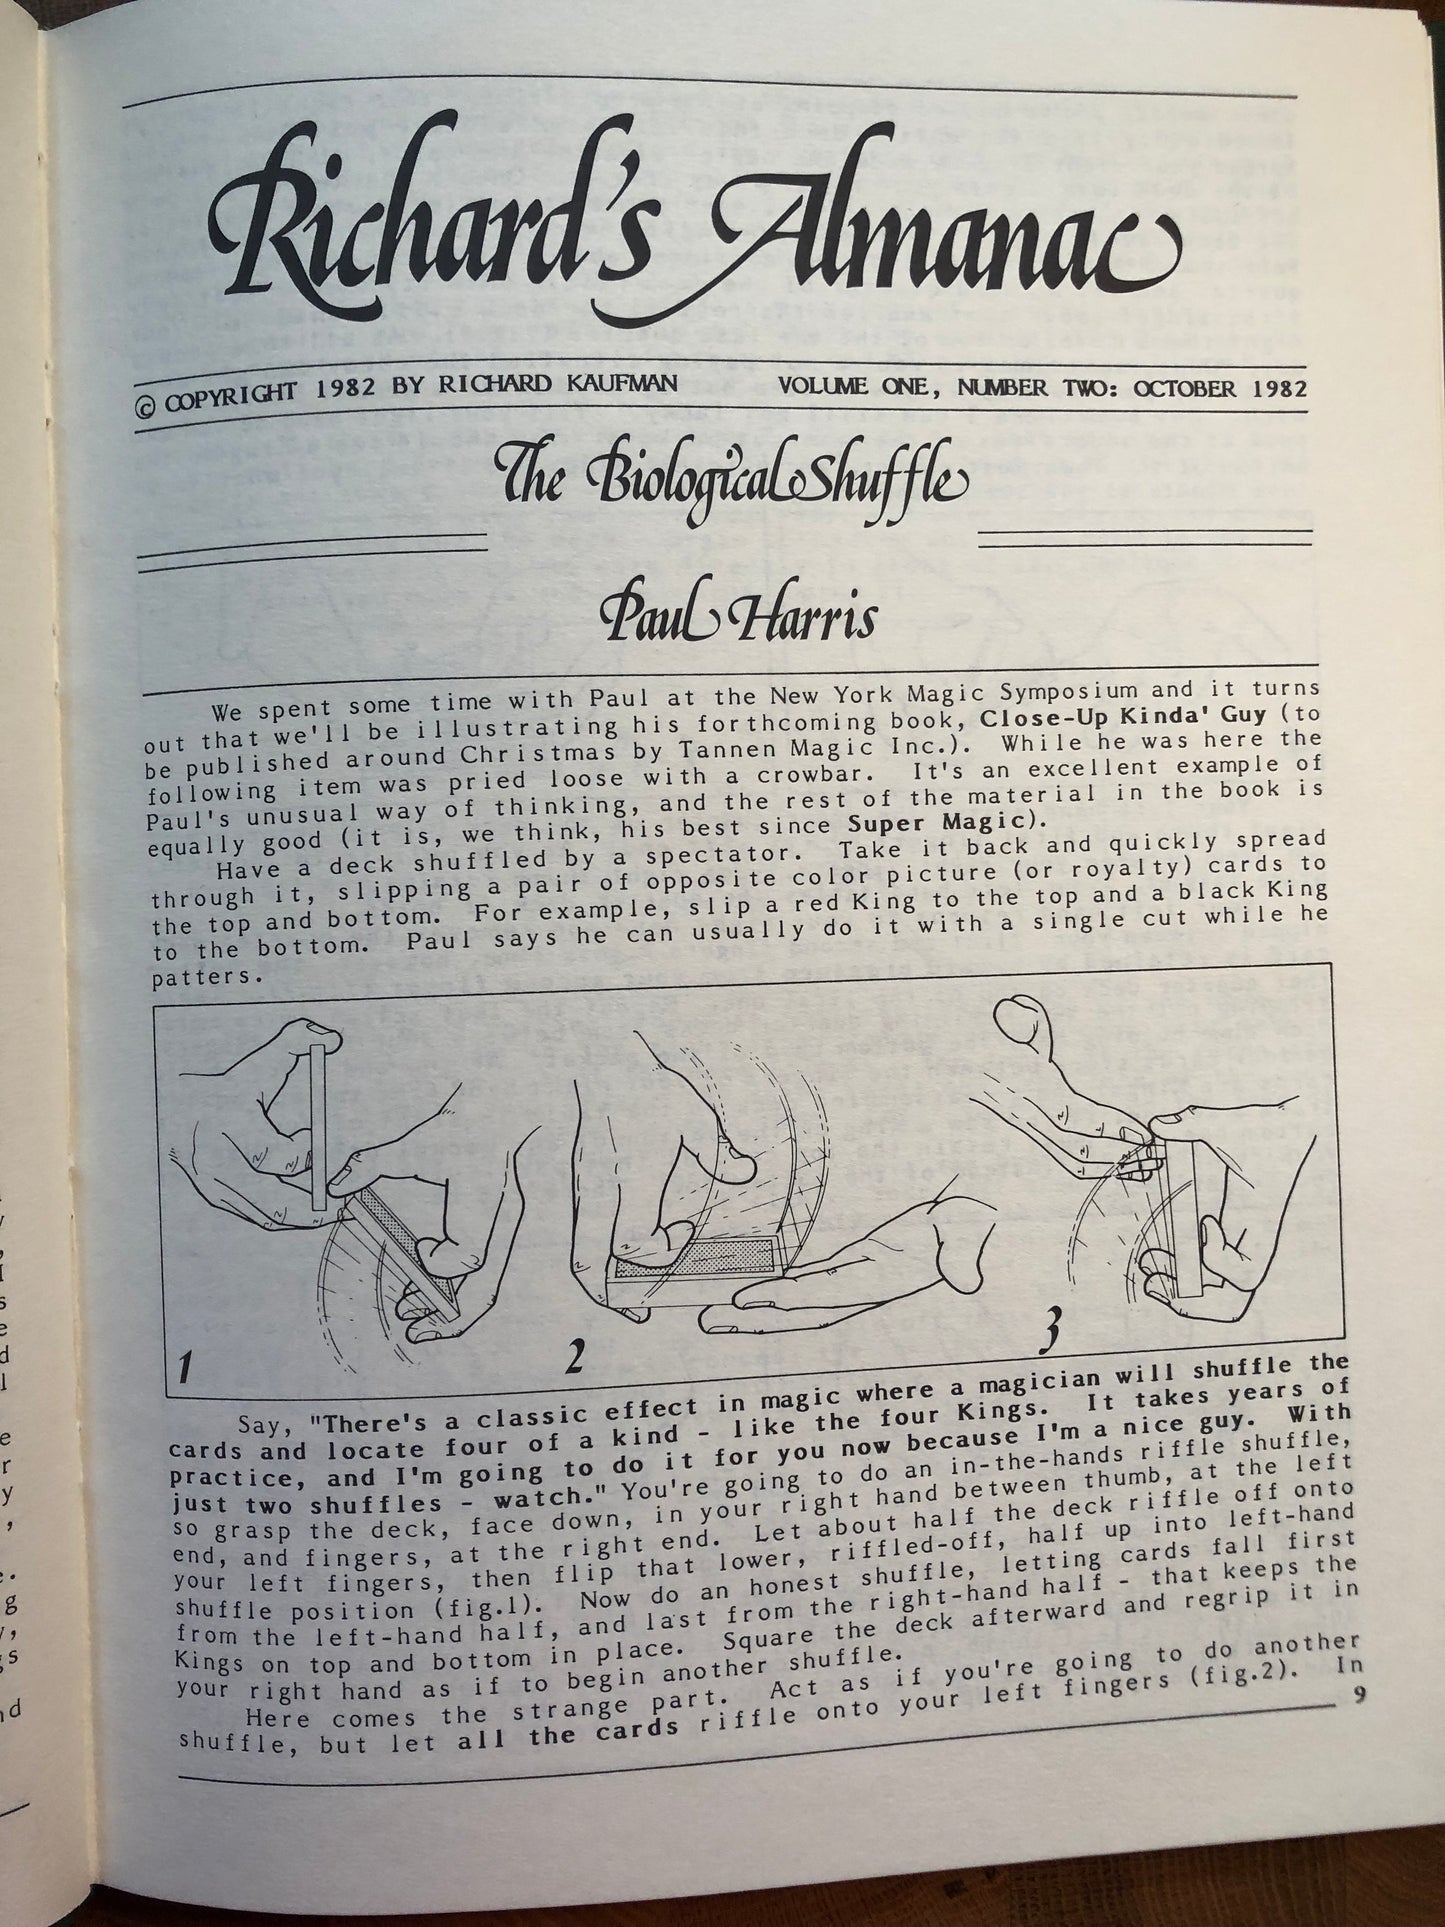 Richard's Almanac
© COPYRIGHT 1982 BY RICHARD KAUFMAN VOLUME ONE, NUMBER TWO: OCTOBER 1982
The Biological Shuffle
Paul Harris
We spent some time with Paul at the New York Magic Symposium and it turns
out that we'll be illustrating his forthcoming book, Close-Up Kinda' Guy (to
be published around Christmas by Tannen Magic Inc.). While he was here the
following item was pried loose with a crowbar. It's an excellent example of
Paul's unusual way of thinking, and the rest of the material in the book is
equally good (it is, we think, his best since Super Magic).
Have a deck shuffled by a spectator. Take it back and quickly spread
through it, slipping a pair of opposite color picture (or royalty) cards to
the top and bottom. For example, slip a red King to the top and a black King
to the bottom. Paul says he can usually do it with a single cut while he
patters.
1
2
3
Say, "There's a classic effect in magic where a magician will shuffle the
cards and locate four of a kind - like the four Kings. It takes years of
practice, and I'm going to do it for you now because I'm a nice guy. With
just two shuffles - watch." You're going to do an in-the-hands riffle shuffle,
so grasp the deck, face down, in your right hand between thumb, at the left
end, and fingers, at the right end. Let about half the deck riffle off onto
your left fingers, then flip that lower, riffled-off, half up into left-hand
shuffle position (fig.1). Now do an honest shuffle, letting cards fall first
from the left-hand half, and last from the right-hand half - that keeps the
Kings on top and bottom in place. Square the deck afterward and regrip it in
your right hand as if to begin another shuffle.
Here comes the strange part. Act as if you're going to do another
shuffle, but let all the cards riffle onto your left fingers (fig.2). In
9